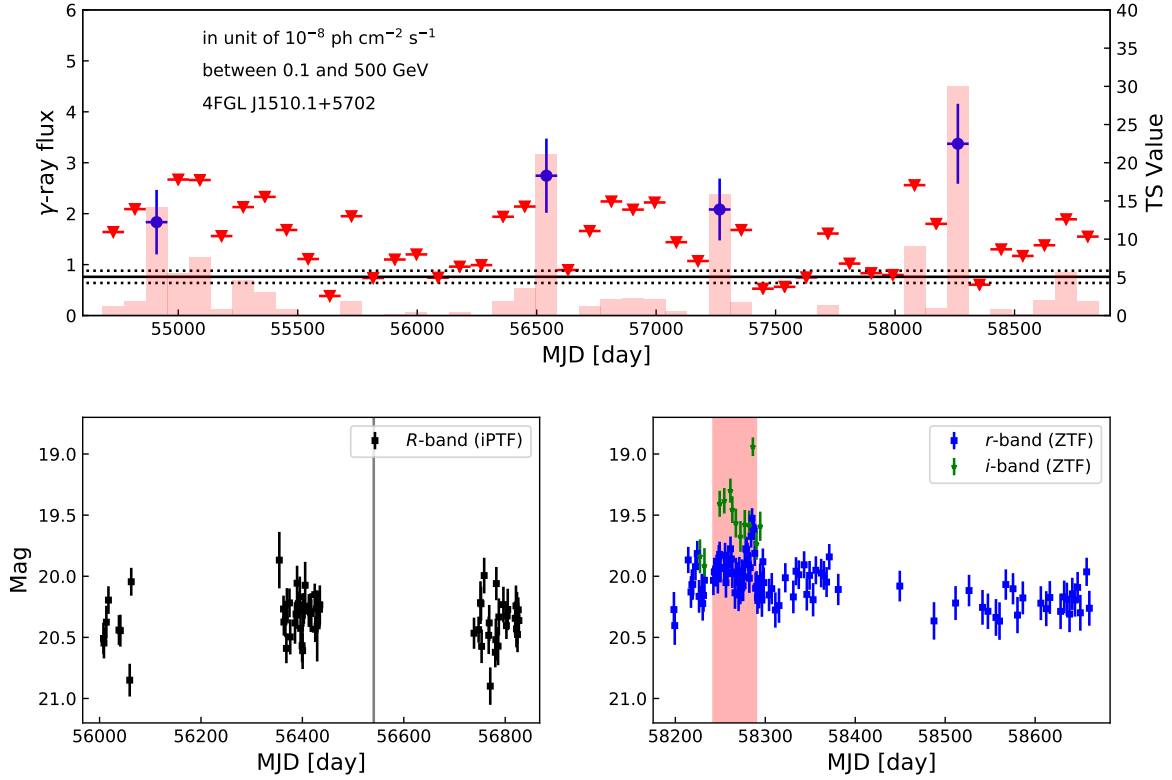 in unit of 10⁻⁸ ph cm⁻² s⁻¹
between 0.1 and 500 GeV
4FGL J1510.1+5702
γ-ray flux
0
1
2
3
4
5
6
TS Value
0
5
10
15
20
25
30
35
40
55000 55500 56000 56500 57000 57500 58000 58500
MJD [day]
R-band (iPTF)
Mag
19.0
19.5
20.0
20.5
21.0
56000 56200 56400 56600 56800
MJD [day]
r-band (ZTF)
i-band (ZTF)
19.0
19.5
20.0
20.5
21.0
58200 58300 58400 58500 58600
MJD [day]